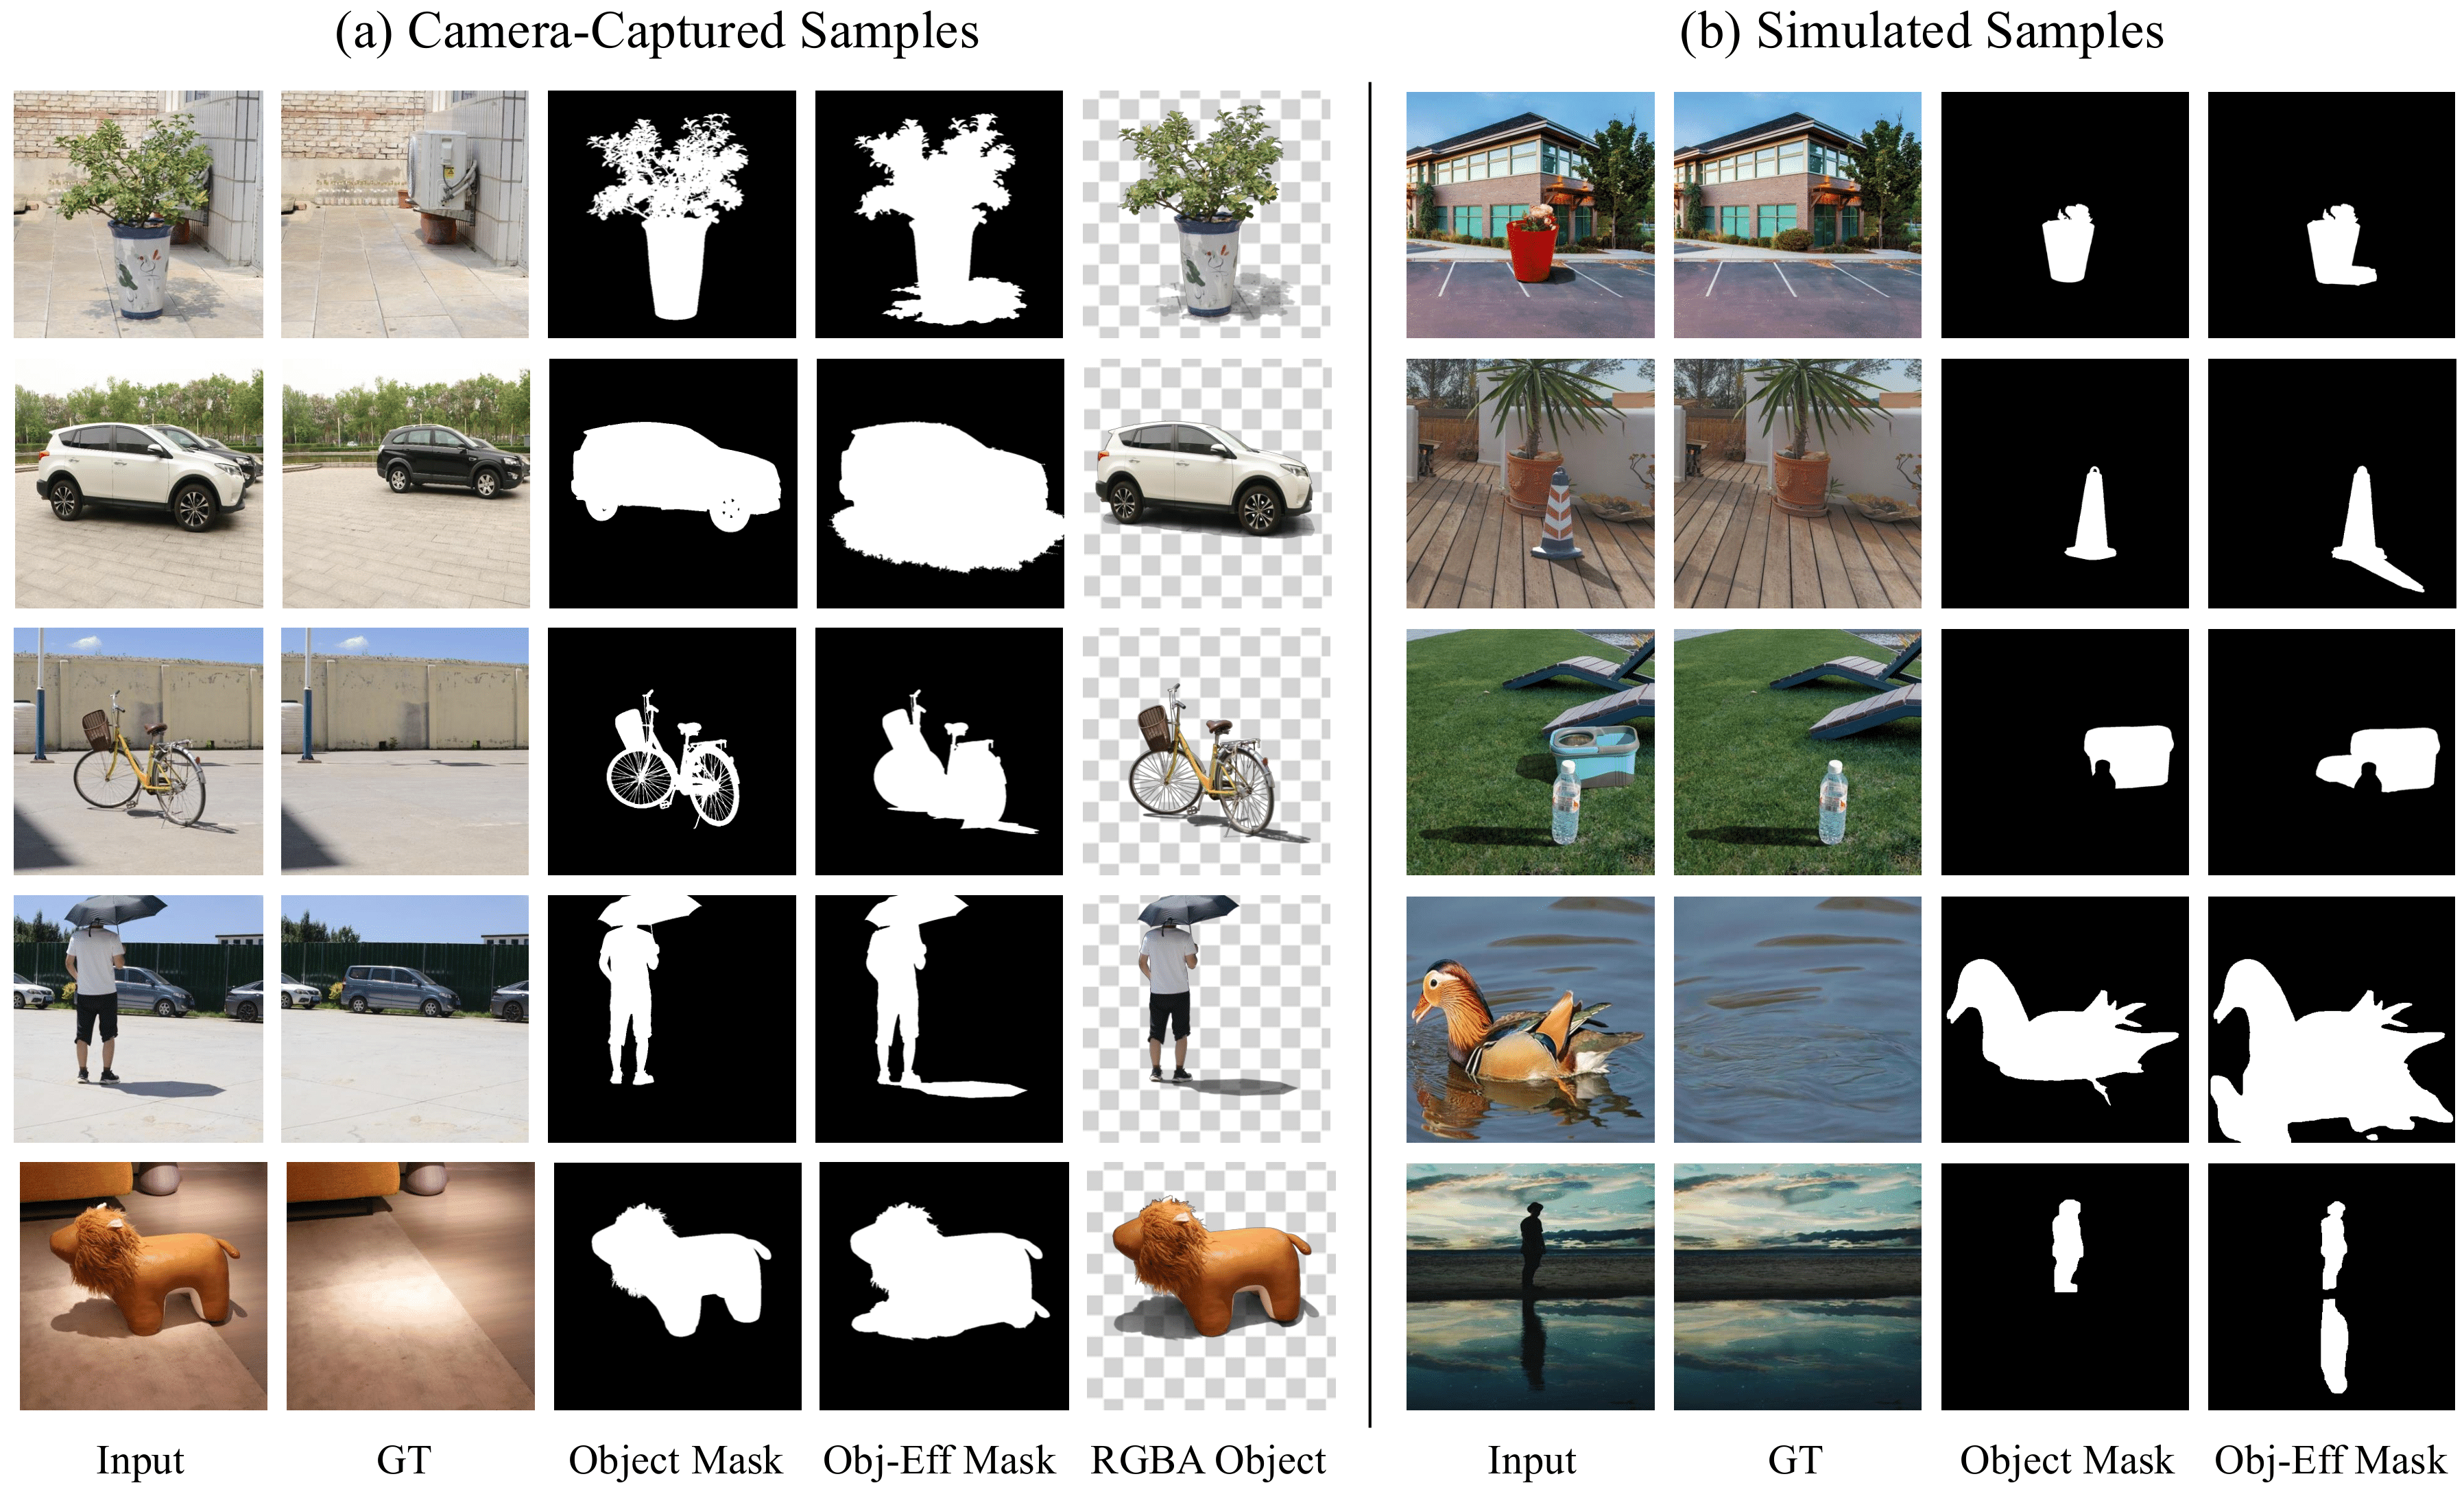 (a) Camera-Captured Samples
(b) Simulated Samples
Input GT Object Mask Obj-Eff Mask RGBA Object
Input GT Object Mask Obj-Eff Mask